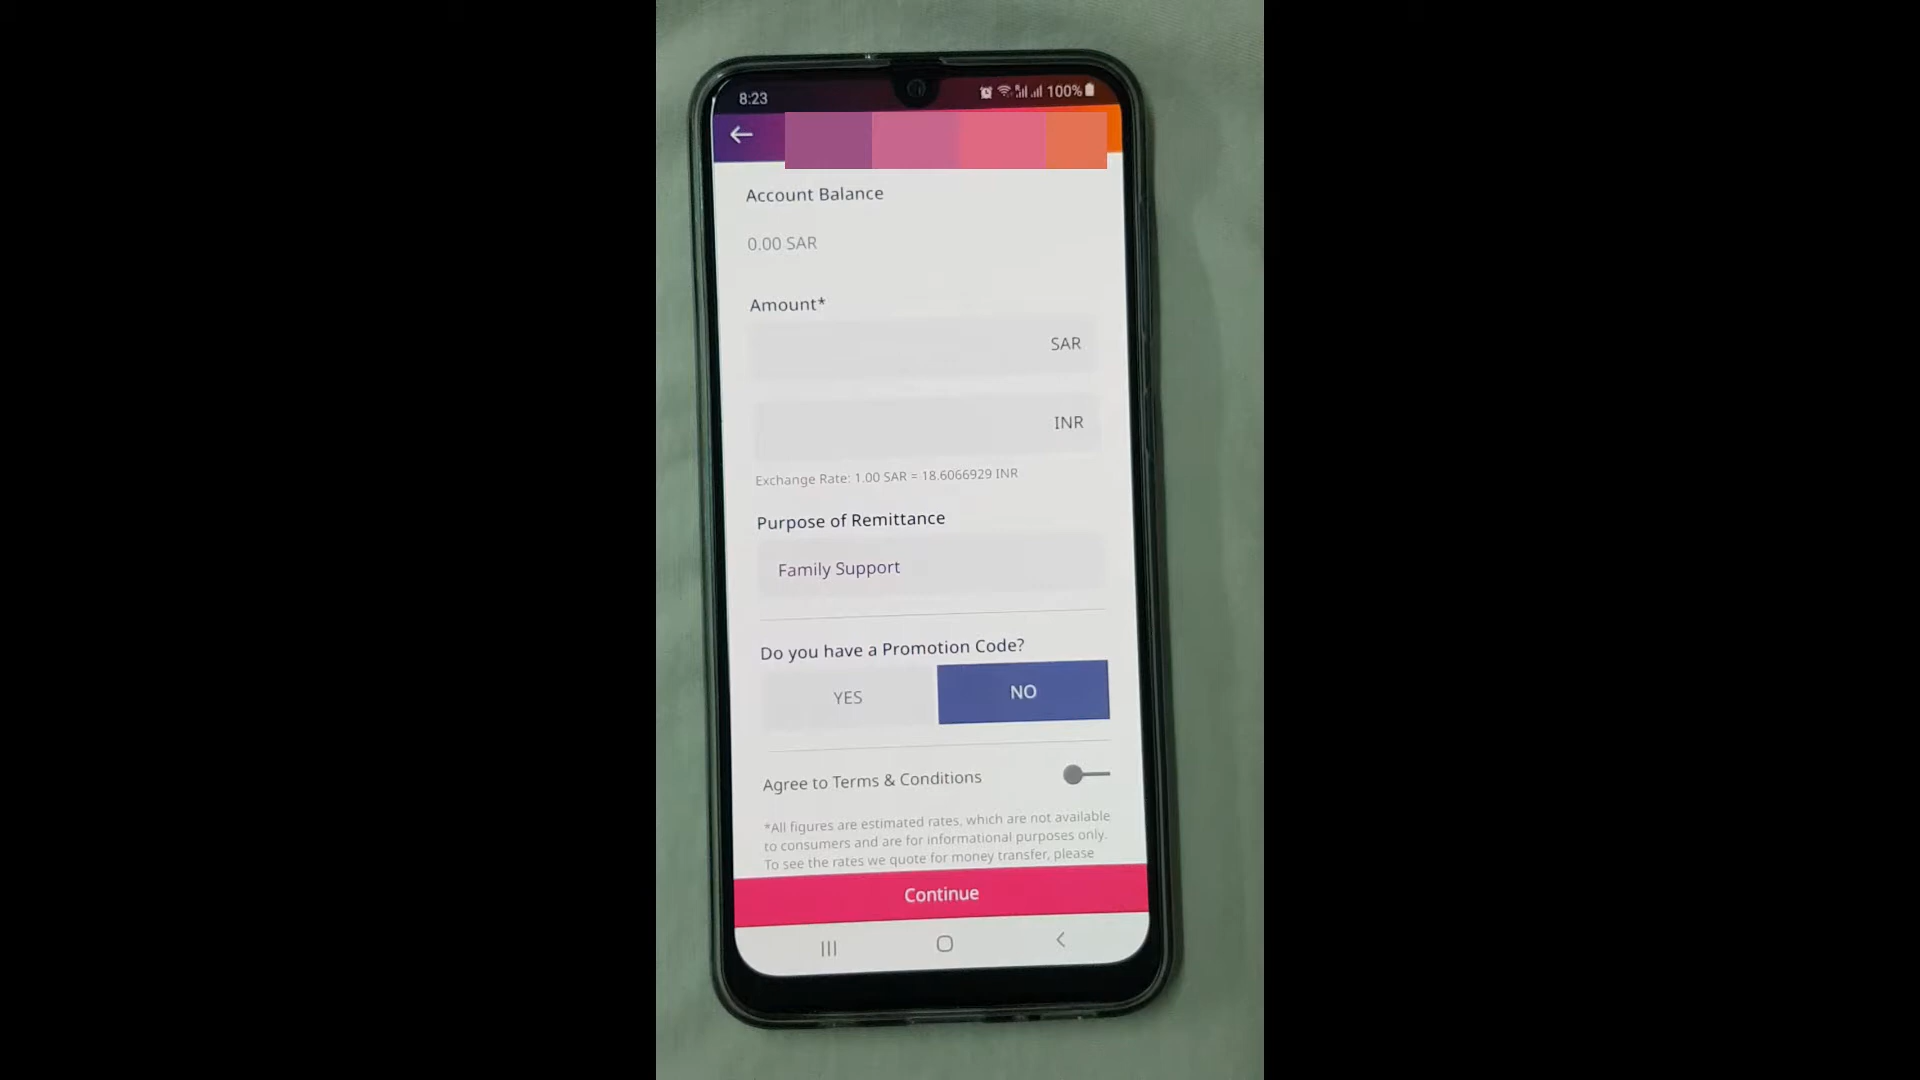 8:23
100%
Account Balance
0.00 SAR
Amount*
SAR
INR
Exchange Rate: 1.00 SAR = 18.6066929 INR
Purpose of Remittance
Family Support
Do you have a Promotion Code?
YES
NO
Agree to Terms & Conditions
*All figures are estimated rates, which are not available
to consumers and are for informational purposes only.
To see the rates we quote for money transfer, please
Continue